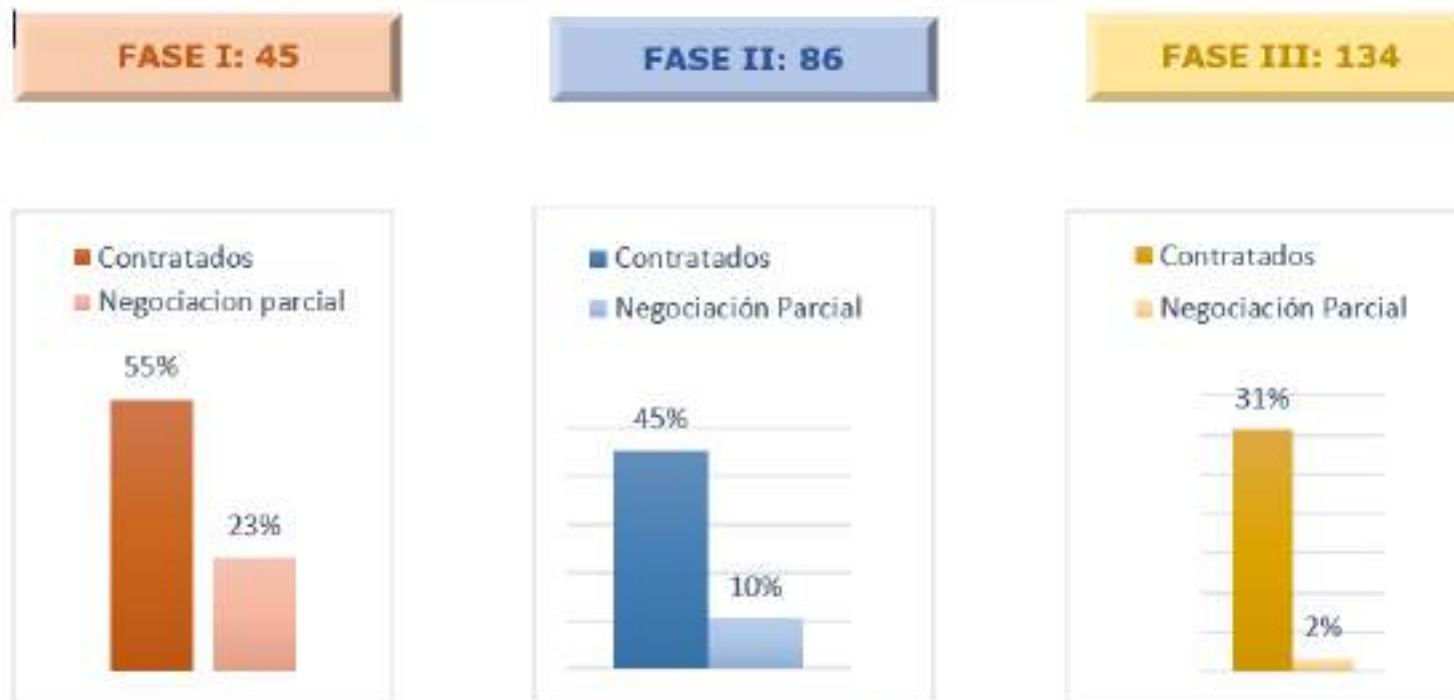 FASE I: 45
FASE II: 86
FASE III: 134
Contratados
Negociacion parcial
55%
23%
Contratados
Negociación Parcial
45%
10%
Contratados
Negociación Parcial
31%
2%